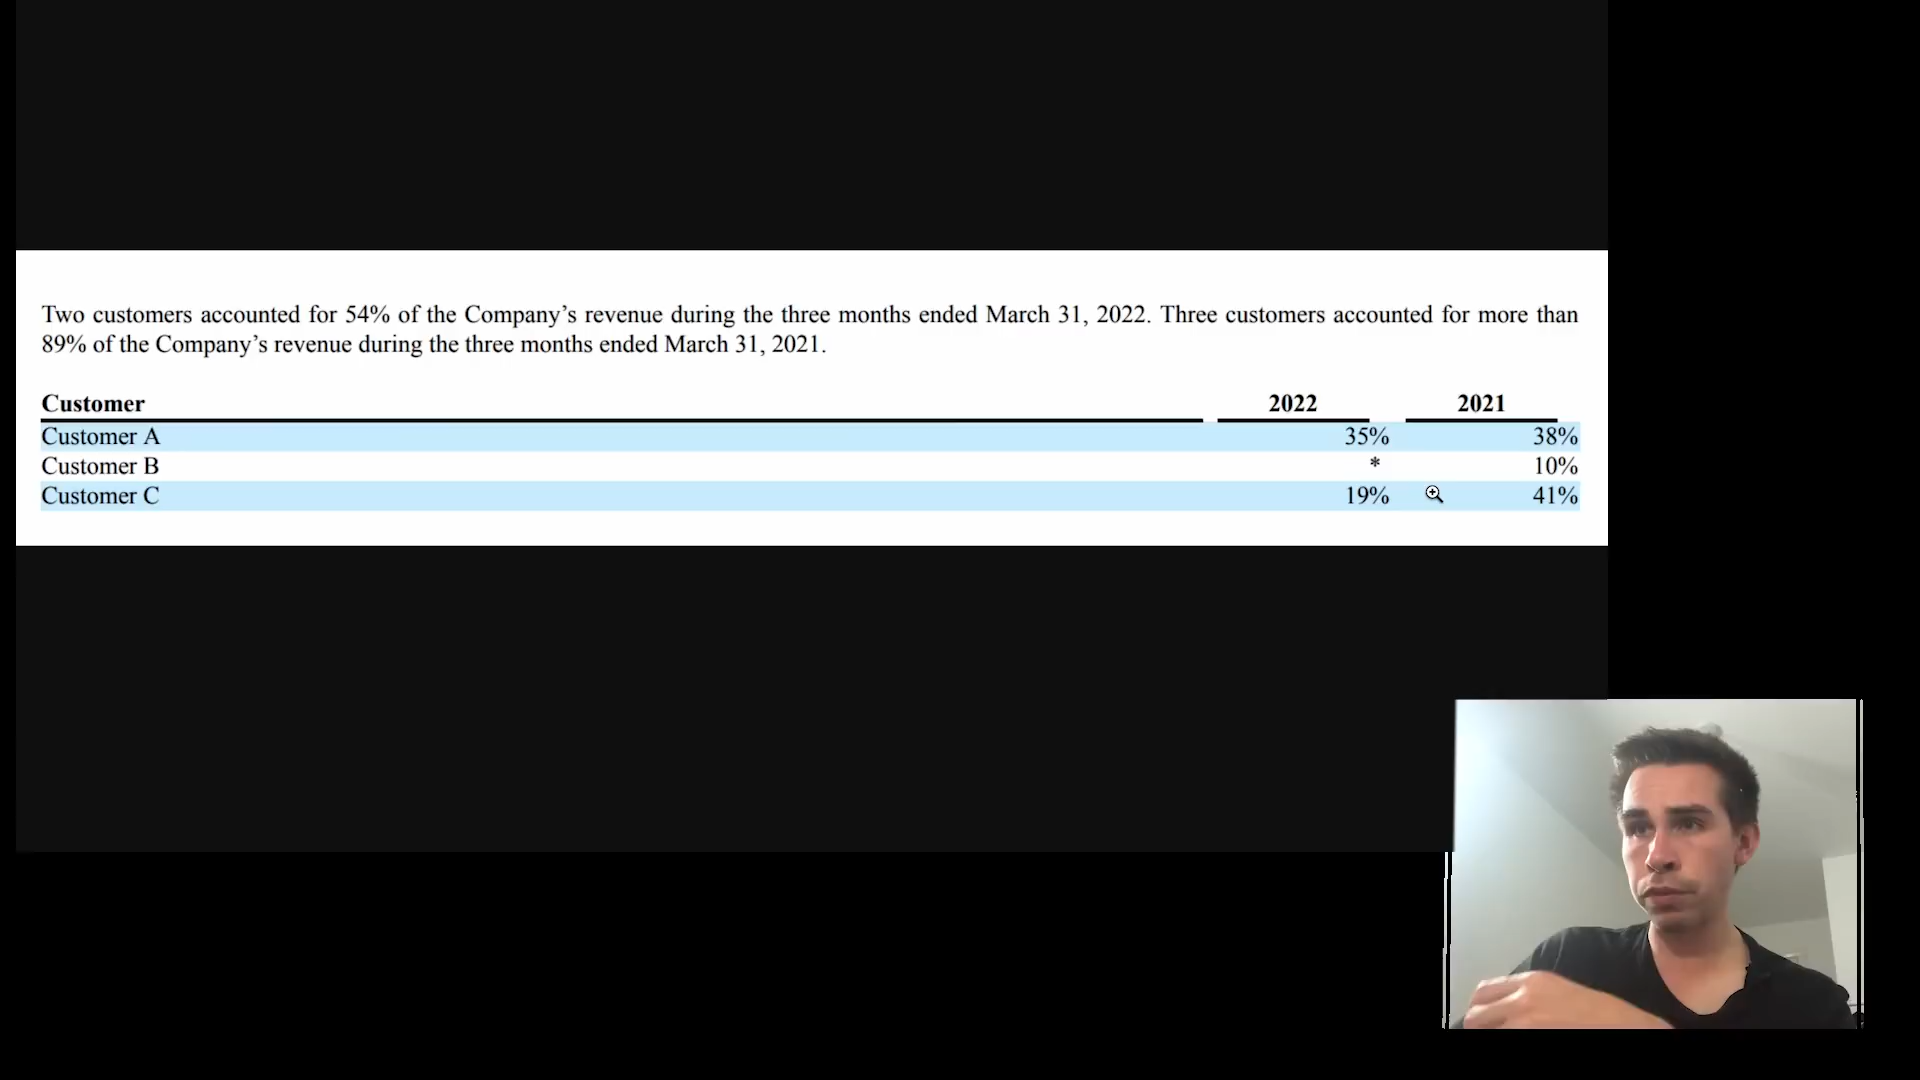 Two customers accounted for 54% of the Company’s revenue during the three months ended March 31, 2022. Three customers accounted for more than
89% of the Company’s revenue during the three months ended March 31, 2021.
Customer 2022 2021
Customer A 35% 38%
Customer B * 10%
Customer C 19% 41%